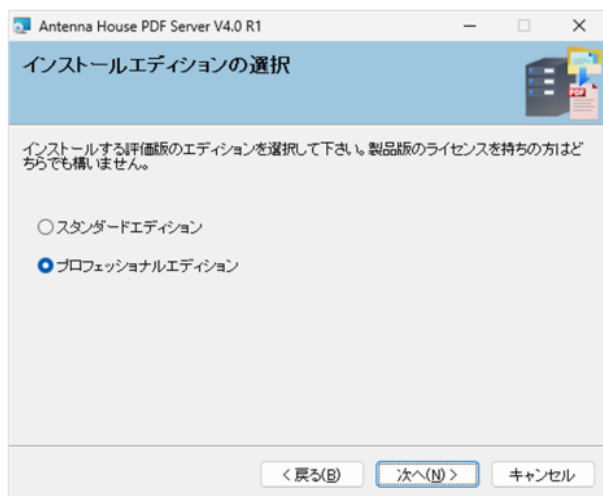 Antenna House PDF Server V4.0 R1
インストールエディションの選択
PDF
インストールする評価版のエディションを選択して下さい。製品版のライセンスを持ちの方はど
ちらでも構いません。
スタンダードエディション
プロフェッショナルエディション
< 戻る(B)
次へ(N) >
キャンセル